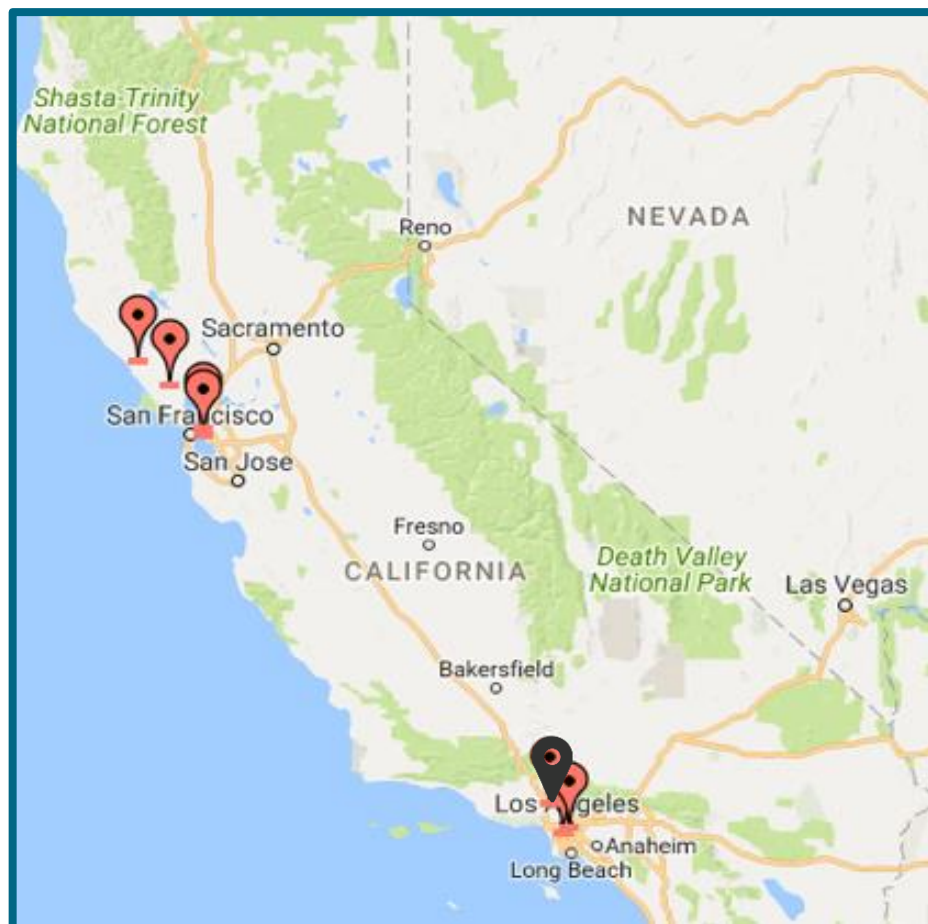 Shasta-Trinity
National Forest
NEVADA
Reno
Sacramento
San Francisco
San Jose
Fresno
CALIFORNIA
Death Valley
National Park
Las Vegas
Bakersfield
Los Angeles
Anaheim
Long Beach